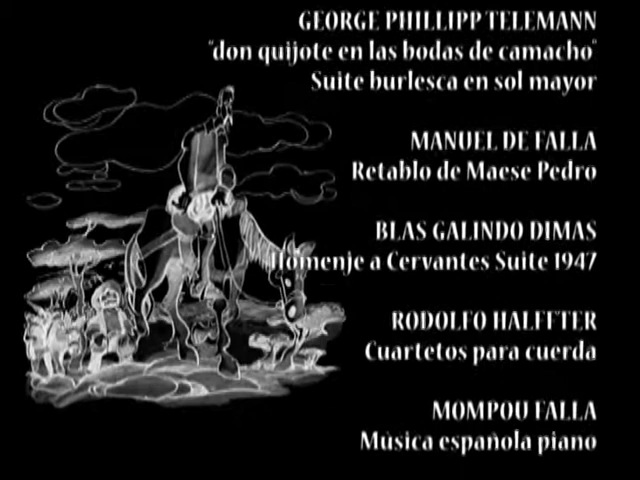 GEORGE PHILLIPP TELEMANN
"don quijote en las bodas de camacho"
Suite burlesca en sol mayor
MANUEL DE FALLA
Retablo de Maese Pedro
BLAS GALINDO DIMAS
Homenje a Cervantes Suite 1947
RODOLFO HALFFTER
Cuartetos para cuerda
MOMPOU FALLA
Música española piano